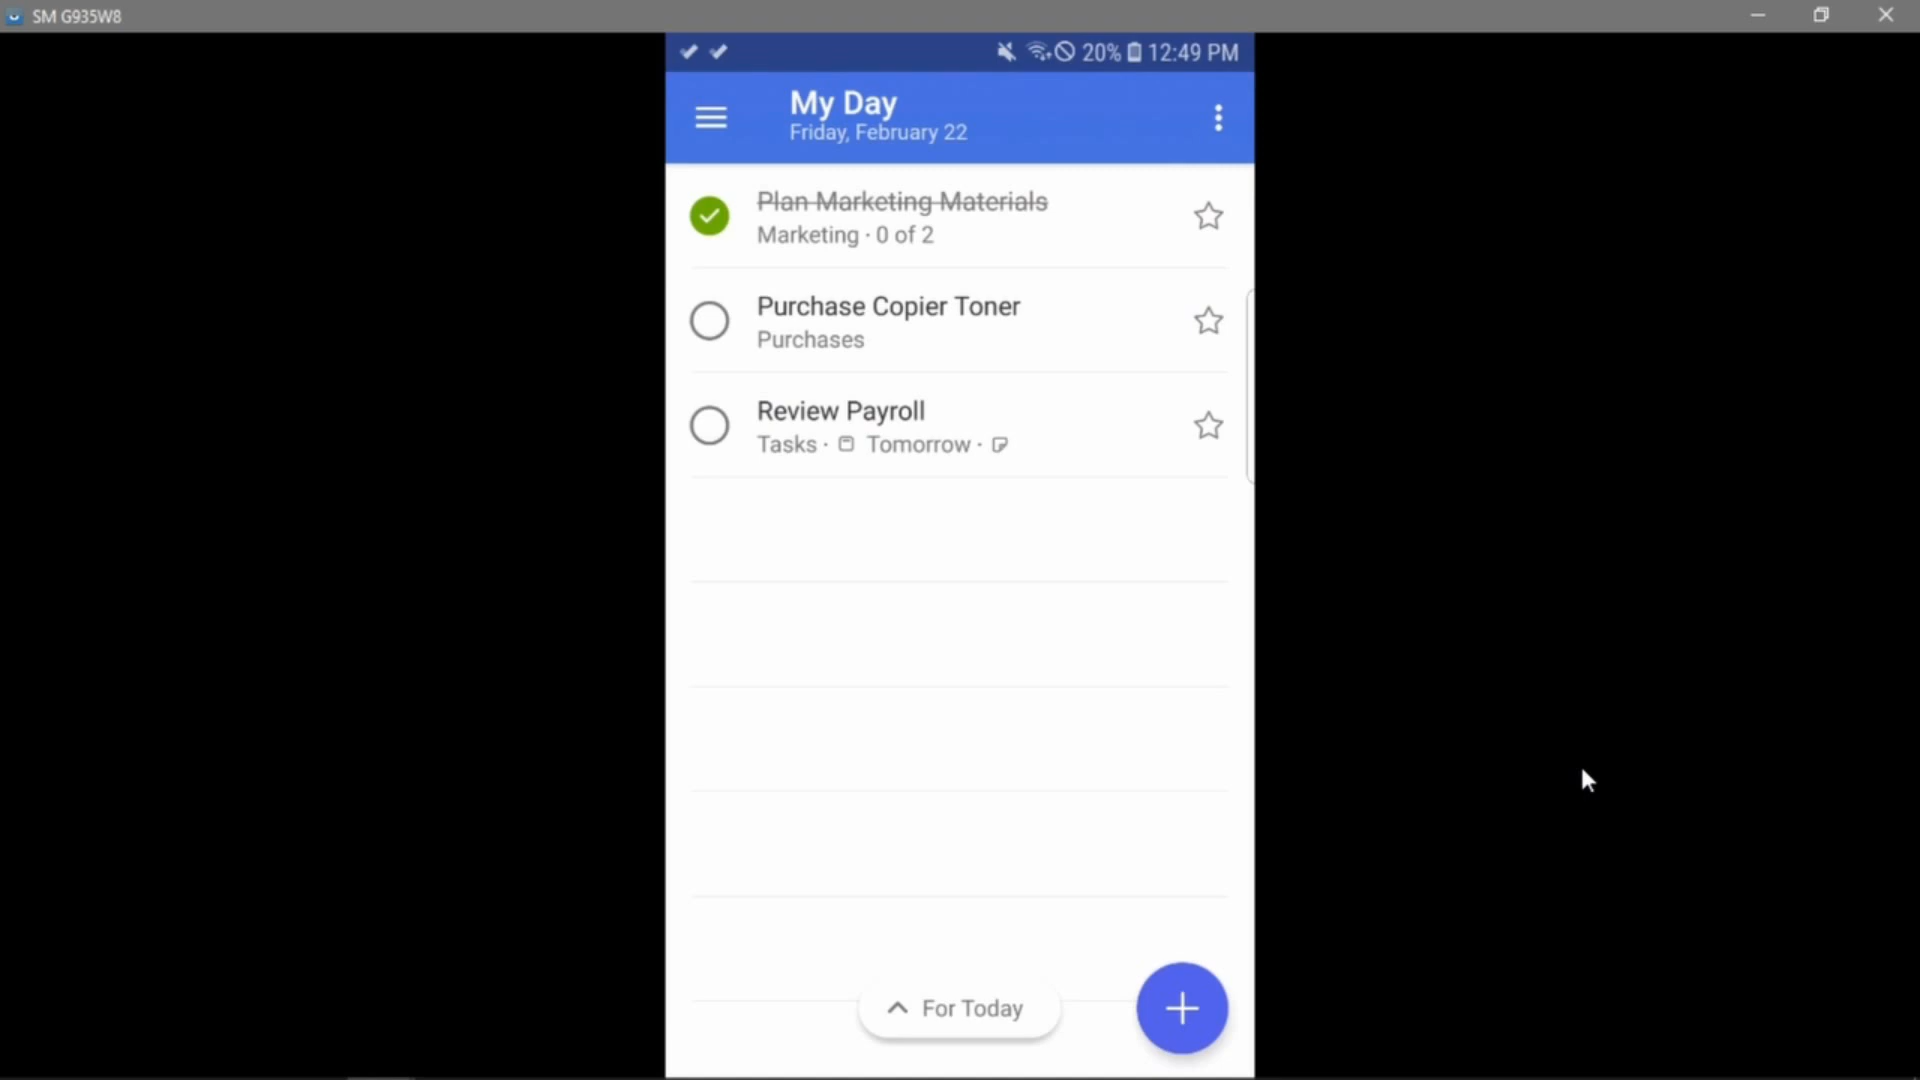 SM G935W8
20% 12:49 PM
My Day
Friday, February 22
Plan Marketing Materials
Marketing · 0 of 2
Purchase Copier Toner
Purchases
Review Payroll
Tasks · Tomorrow ·
For Today